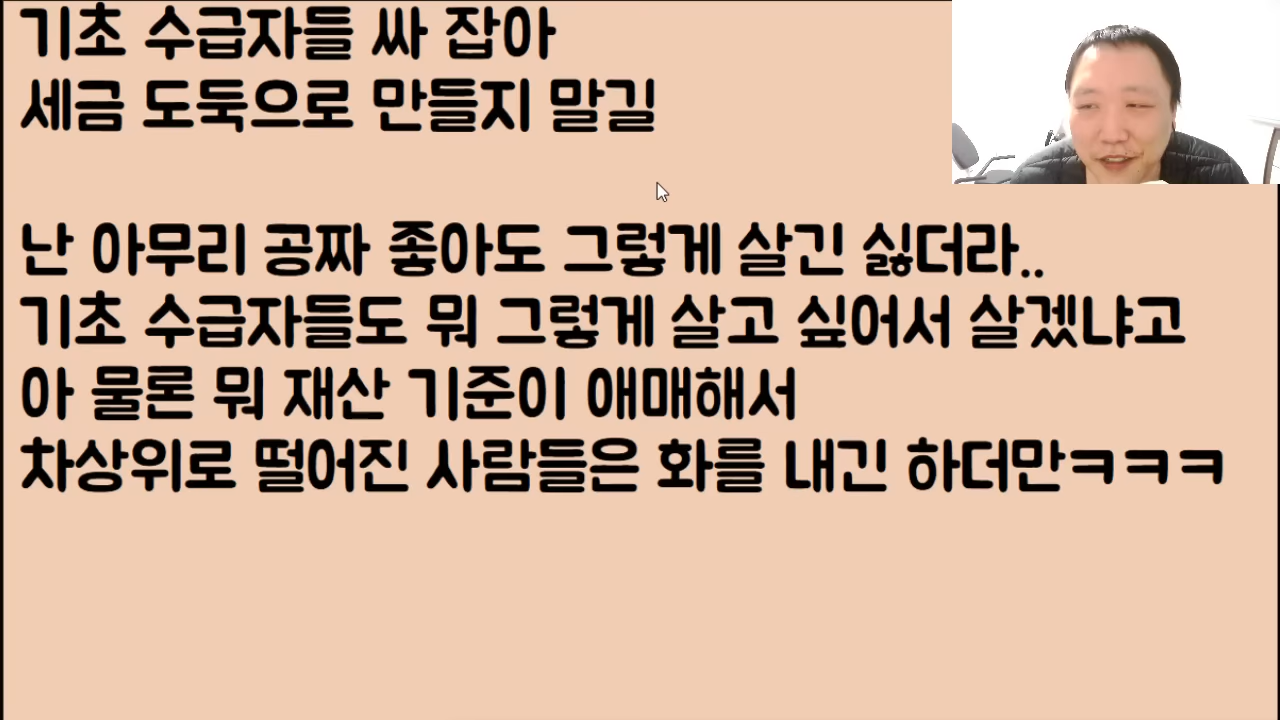 기초 수급자들 싸 잡아
세금 도둑으로 만들지 말길
난 아무리 공짜 좋아도 그렇게 살긴 싫더라..
기초 수급자들도 뭐 그렇게 살고 싶어서 살겠냐고
아 물론 뭐 재산 기준이 애매해서
차상위로 떨어진 사람들은 화를 내긴 하더만ㅋㅋㅋ